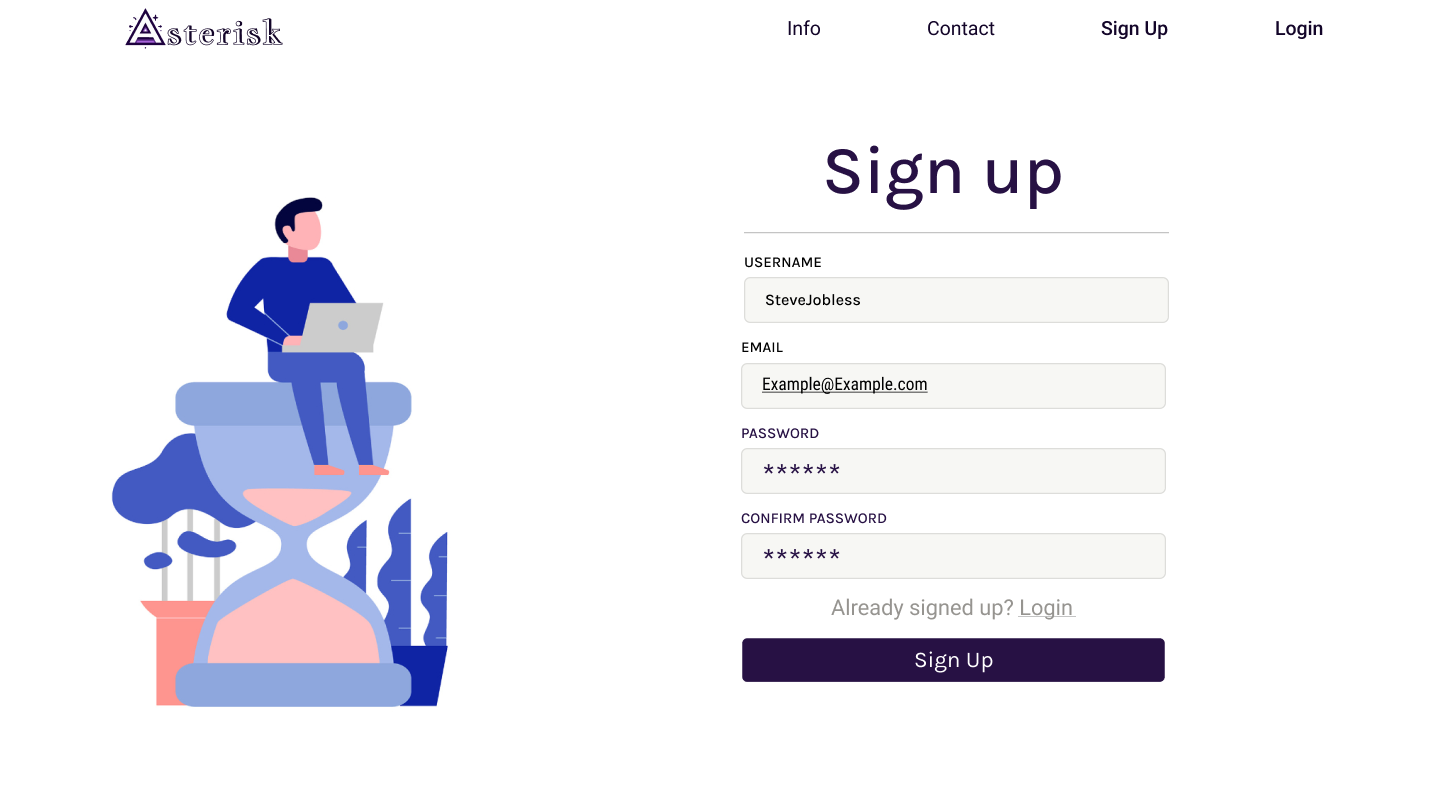 Asterisk
Info Contact Sign Up Login
Sign up
USERNAME
SteveJobless
EMAIL
Example@Example.com
PASSWORD
******
CONFIRM PASSWORD
******
Already signed up? Login
Sign Up